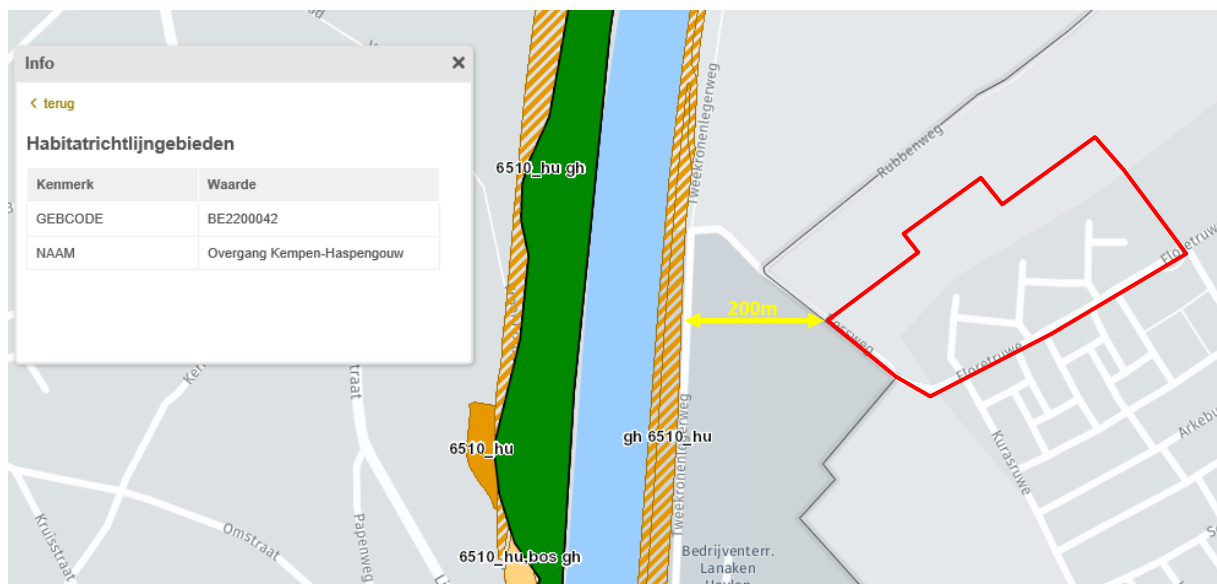 Info
< terug
Habitatrichtlijngebieden
Kenmerk Waarde
GEBCODE BE2200042
NAAM Overgang Kempen-Haspengouw
6510_hu gh
Tweekronenlegerweg
Rubbenweg
200m
Floretruwe
Floretruwe
6510_hu
gh 6510_hu
Tweekronenlegerweg
Kurasruwe
Kruisstraat
Omstraat
Papenweg
straat
6510_hu,bos gh
Bedrijventerr.
Lanaken